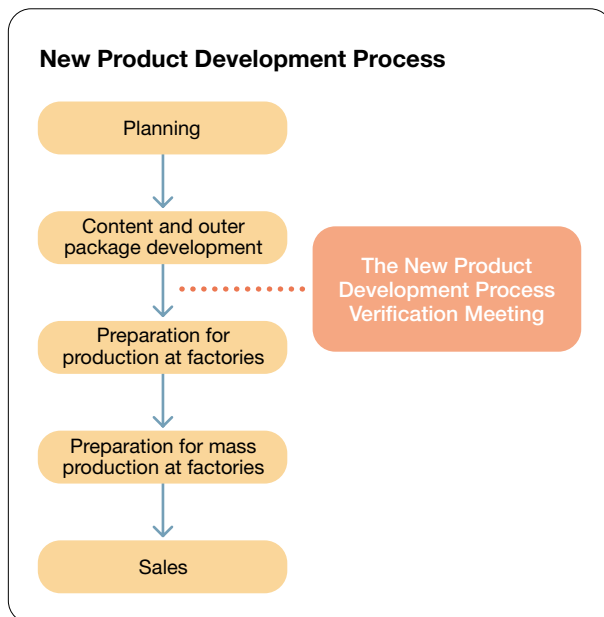 New Product Development Process
Planning
Content and outer
package development
The New Product
Development Process
Verification Meeting
Preparation for
production at factories
Preparation for mass
production at factories
Sales